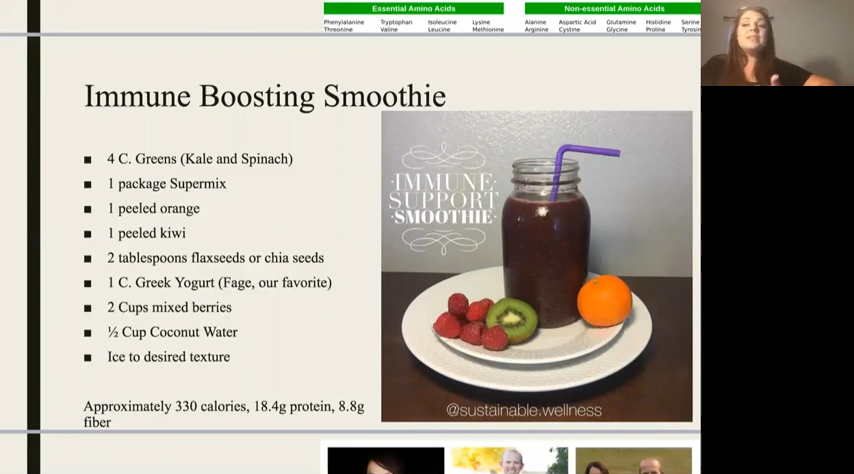 Essential Amino Acids
Non-essential Amino Acids
Phenylalanine Tryptophan Isoleucine Lysine
Threonine Valine Leucine Methionine
Alanine Aspartic Acid Glutamine Histidine Serine
Arginine Cystine Glycine Proline Tyrosin
Immune Boosting Smoothie
■ 4 C. Greens (Kale and Spinach)
■ 1 package Supermix
■ 1 peeled orange
■ 1 peeled kiwi
■ 2 tablespoons flaxseeds or chia seeds
■ 1 C. Greek Yogurt (Fage, our favorite)
■ 2 Cups mixed berries
■ ½ Cup Coconut Water
■ Ice to desired texture
Approximately 330 calories, 18.4g protein, 8.8g
fiber
·IMMUNE·
SUPPORT
·SMOOTHIE·
@sustainable.wellness